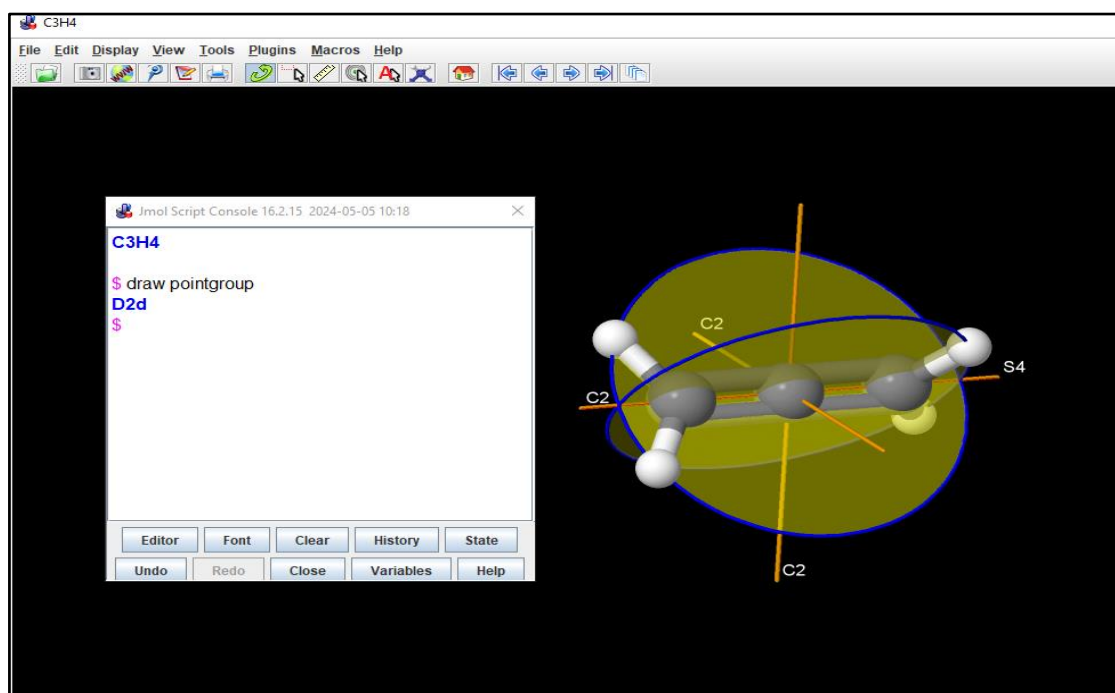 C3H4
File Edit Display View Tools Plugins Macros Help
Jmol Script Console 16.2.15 2024-05-05 10:18
C3H4
$ draw pointgroup
D2d
$
Editor Font Clear History State
Undo Redo Close Variables Help
C2
S4
C2
C2